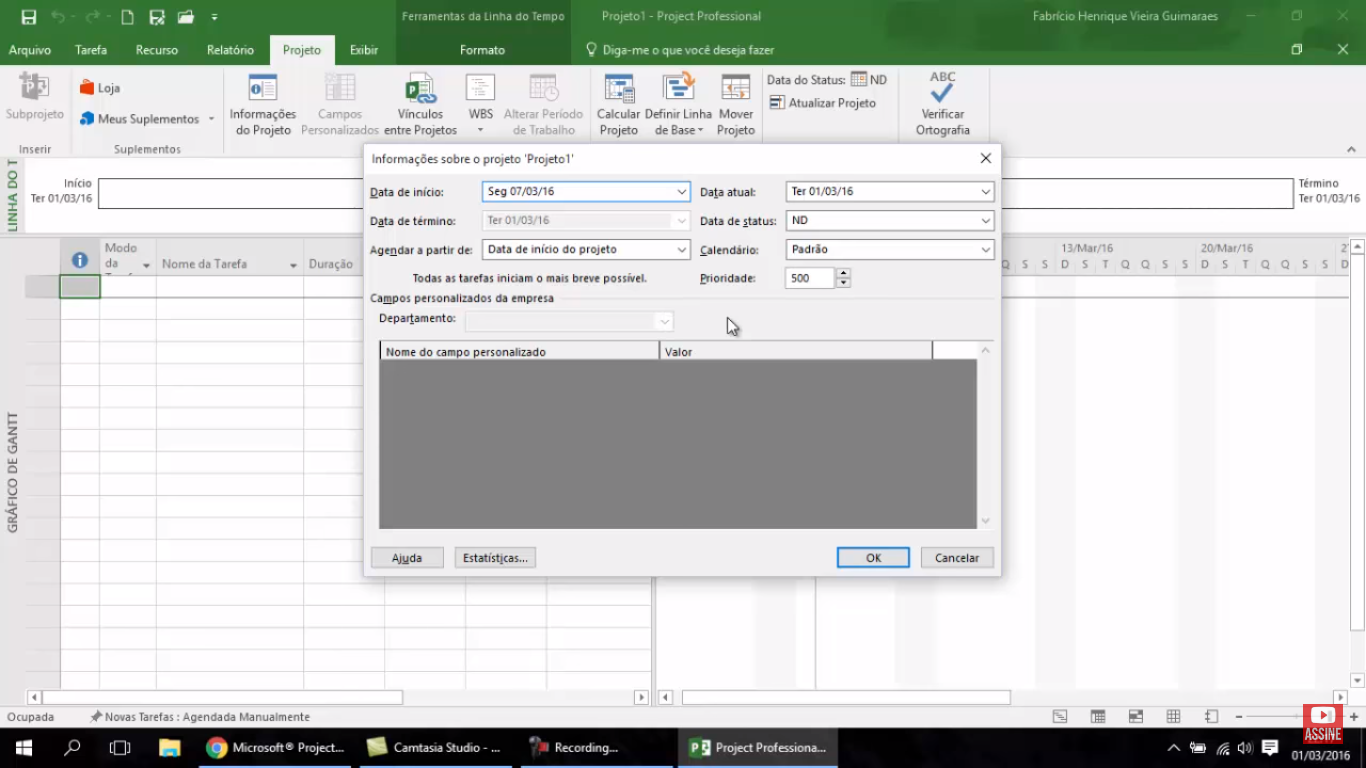 Ferramentas da Linha do Tempo
Projeto1 - Project Professional
Fabrício Henrique Vieira Guimaraes
Arquivo
Tarefa
Recurso
Relatório
Projeto
Exibir
Formato
Diga-me o que você deseja fazer
Subprojeto
Inserir
Loja
Meus Suplementos
Suplementos
Informações
do Projeto
Campos
Personalizados
Vínculos
entre Projetos
WBS
Alterar Período
de Trabalho
Calcular
Projeto
Definir Linha
de Base
Mover
Projeto
Data do Status: ND
Atualizar Projeto
ABC
Verificar
Ortografia
LINHA DO T
Início
Ter 01/03/16
Término
Ter 01/03/16
Informações sobre o projeto 'Projeto1'
Data de início: Seg 07/03/16
Data atual: Ter 01/03/16
Data de término: Ter 01/03/16
Data de status: ND
Agendar a partir de: Data de início do projeto
Calendário: Padrão
Todas as tarefas iniciam o mais breve possível.
Prioridade: 500
Campos personalizados da empresa
Departamento:
Nome do campo personalizado
Valor
Ajuda
Estatísticas...
OK
Cancelar
Modo
da
Nome da Tarefa
Duração
13/Mar/16
20/Mar/16
Q S S D S T Q Q S S D S T Q Q S S D
GRÁFICO DE GANTT
Ocupada
Novas Tarefas : Agendada Manualmente
ASSINE
Microsoft® Project...
Camtasia Studio - ...
Recording...
Project Professiona...
01/03/2016